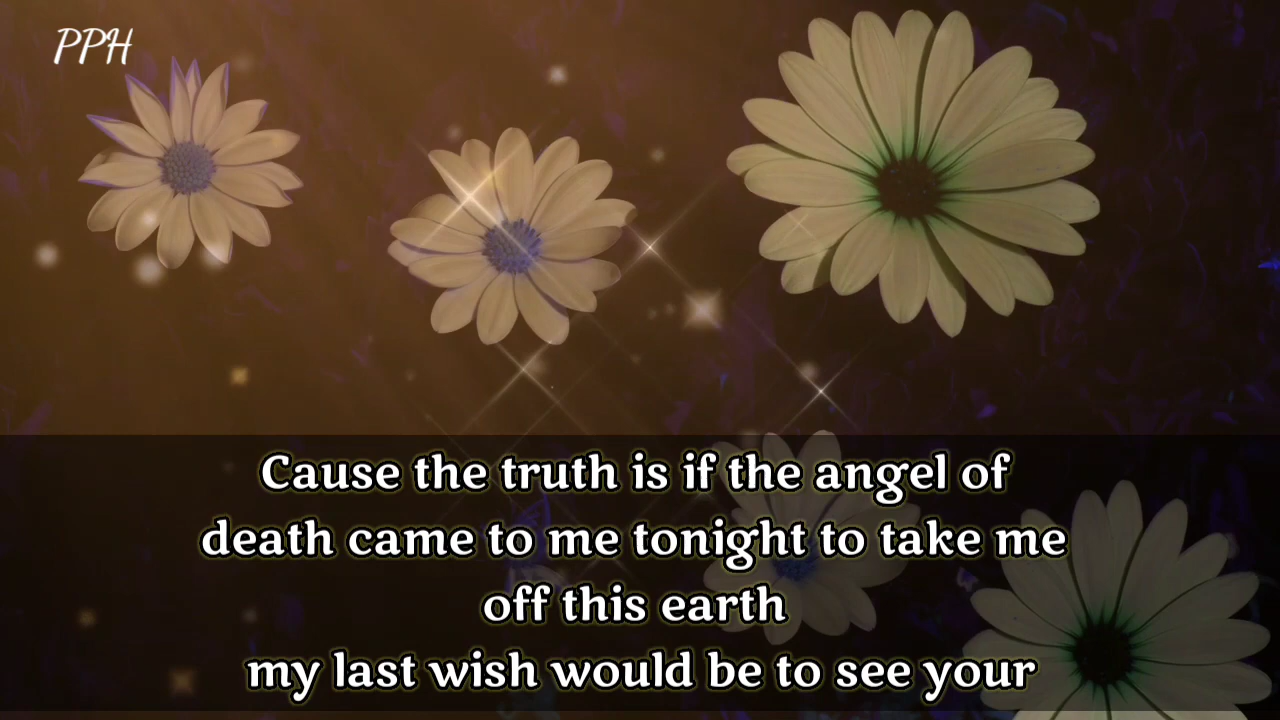 PPH
Cause the truth is if the angel of
death came to me tonight to take me
off this earth
my last wish would be to see your